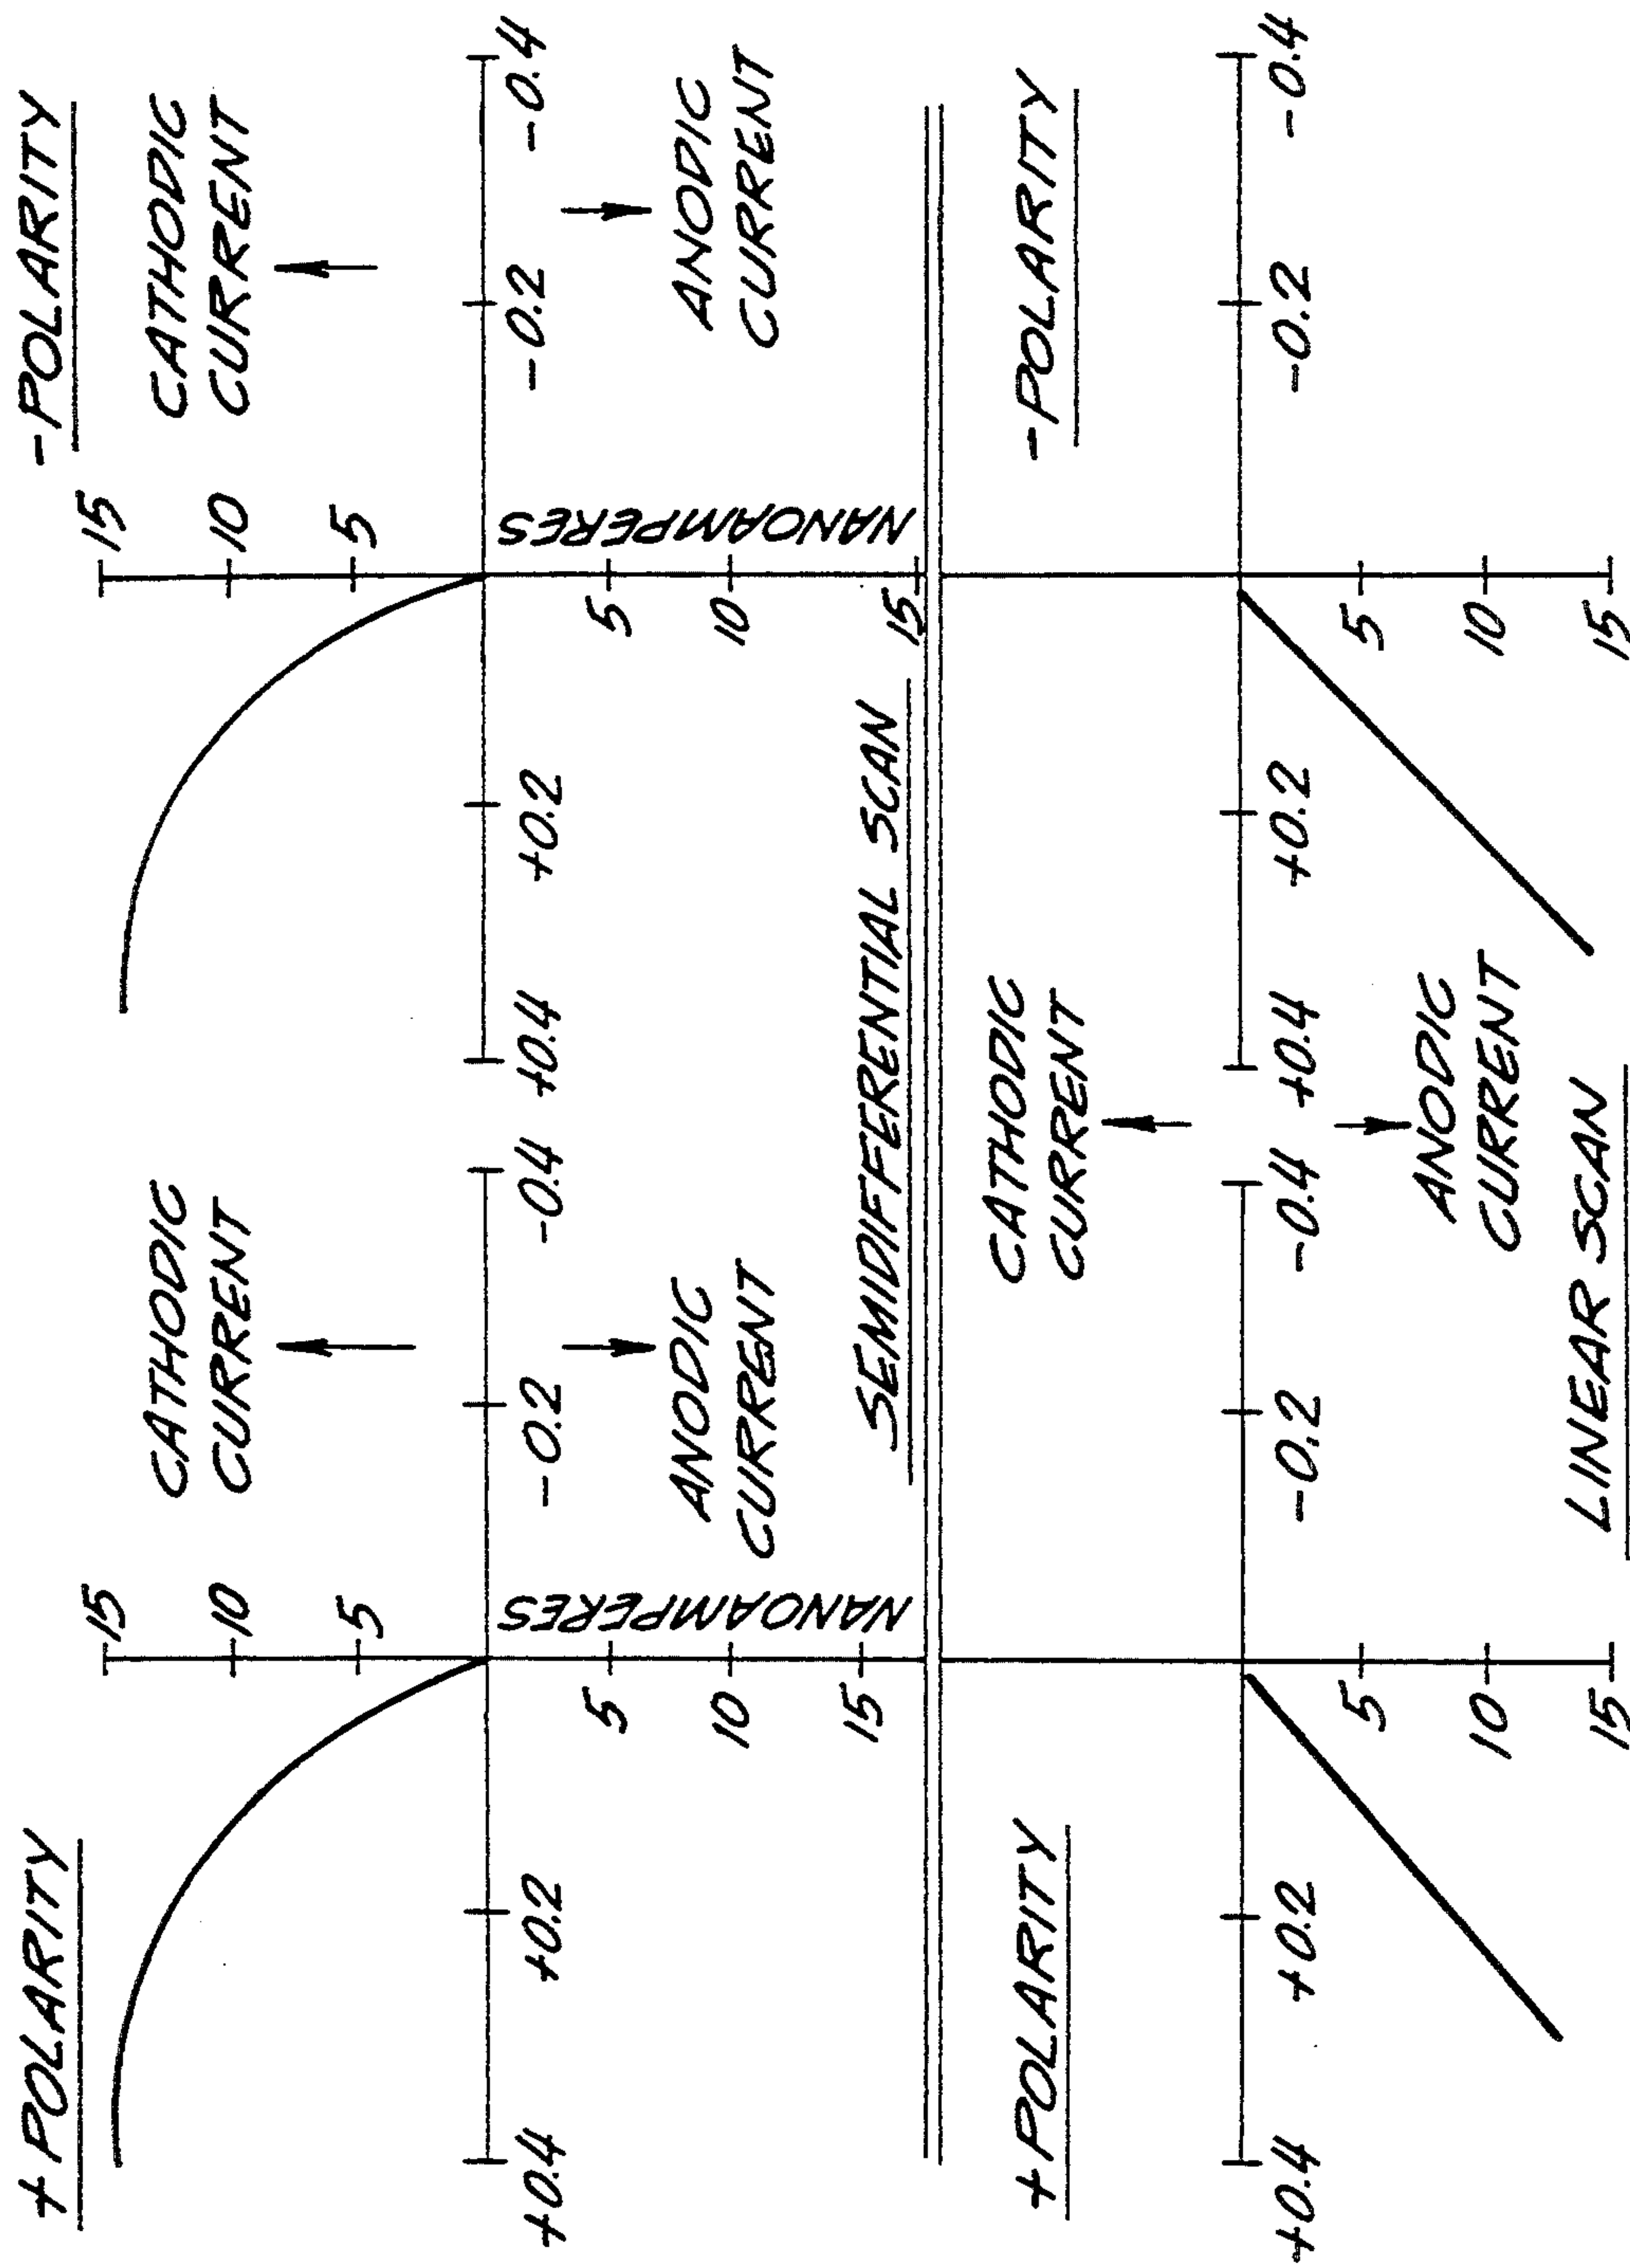 + POLARITY
-POLARITY
15
10
5
CATHODIC
CURRENT
15
10
5
CATHODIC
CURRENT
+0.4
+0.2
-0.2
-0.4
+0.4
+0.2
-0.2
-0.4
NANOAMPERES
5
10
15
ANODIC
CURRENT
NANOAMPERES
5
10
15
ANODIC
CURRENT
SEMIDIFFERENTIAL SCAN
+POLARITY
-POLARITY
CATHODIC
CURRENT
+0.4
+0.2
-0.2
-0.4
+0.4
+0.2
-0.2
-0.4
5
10
15
ANODIC
CURRENT
5
10
15
LINEAR SCAN